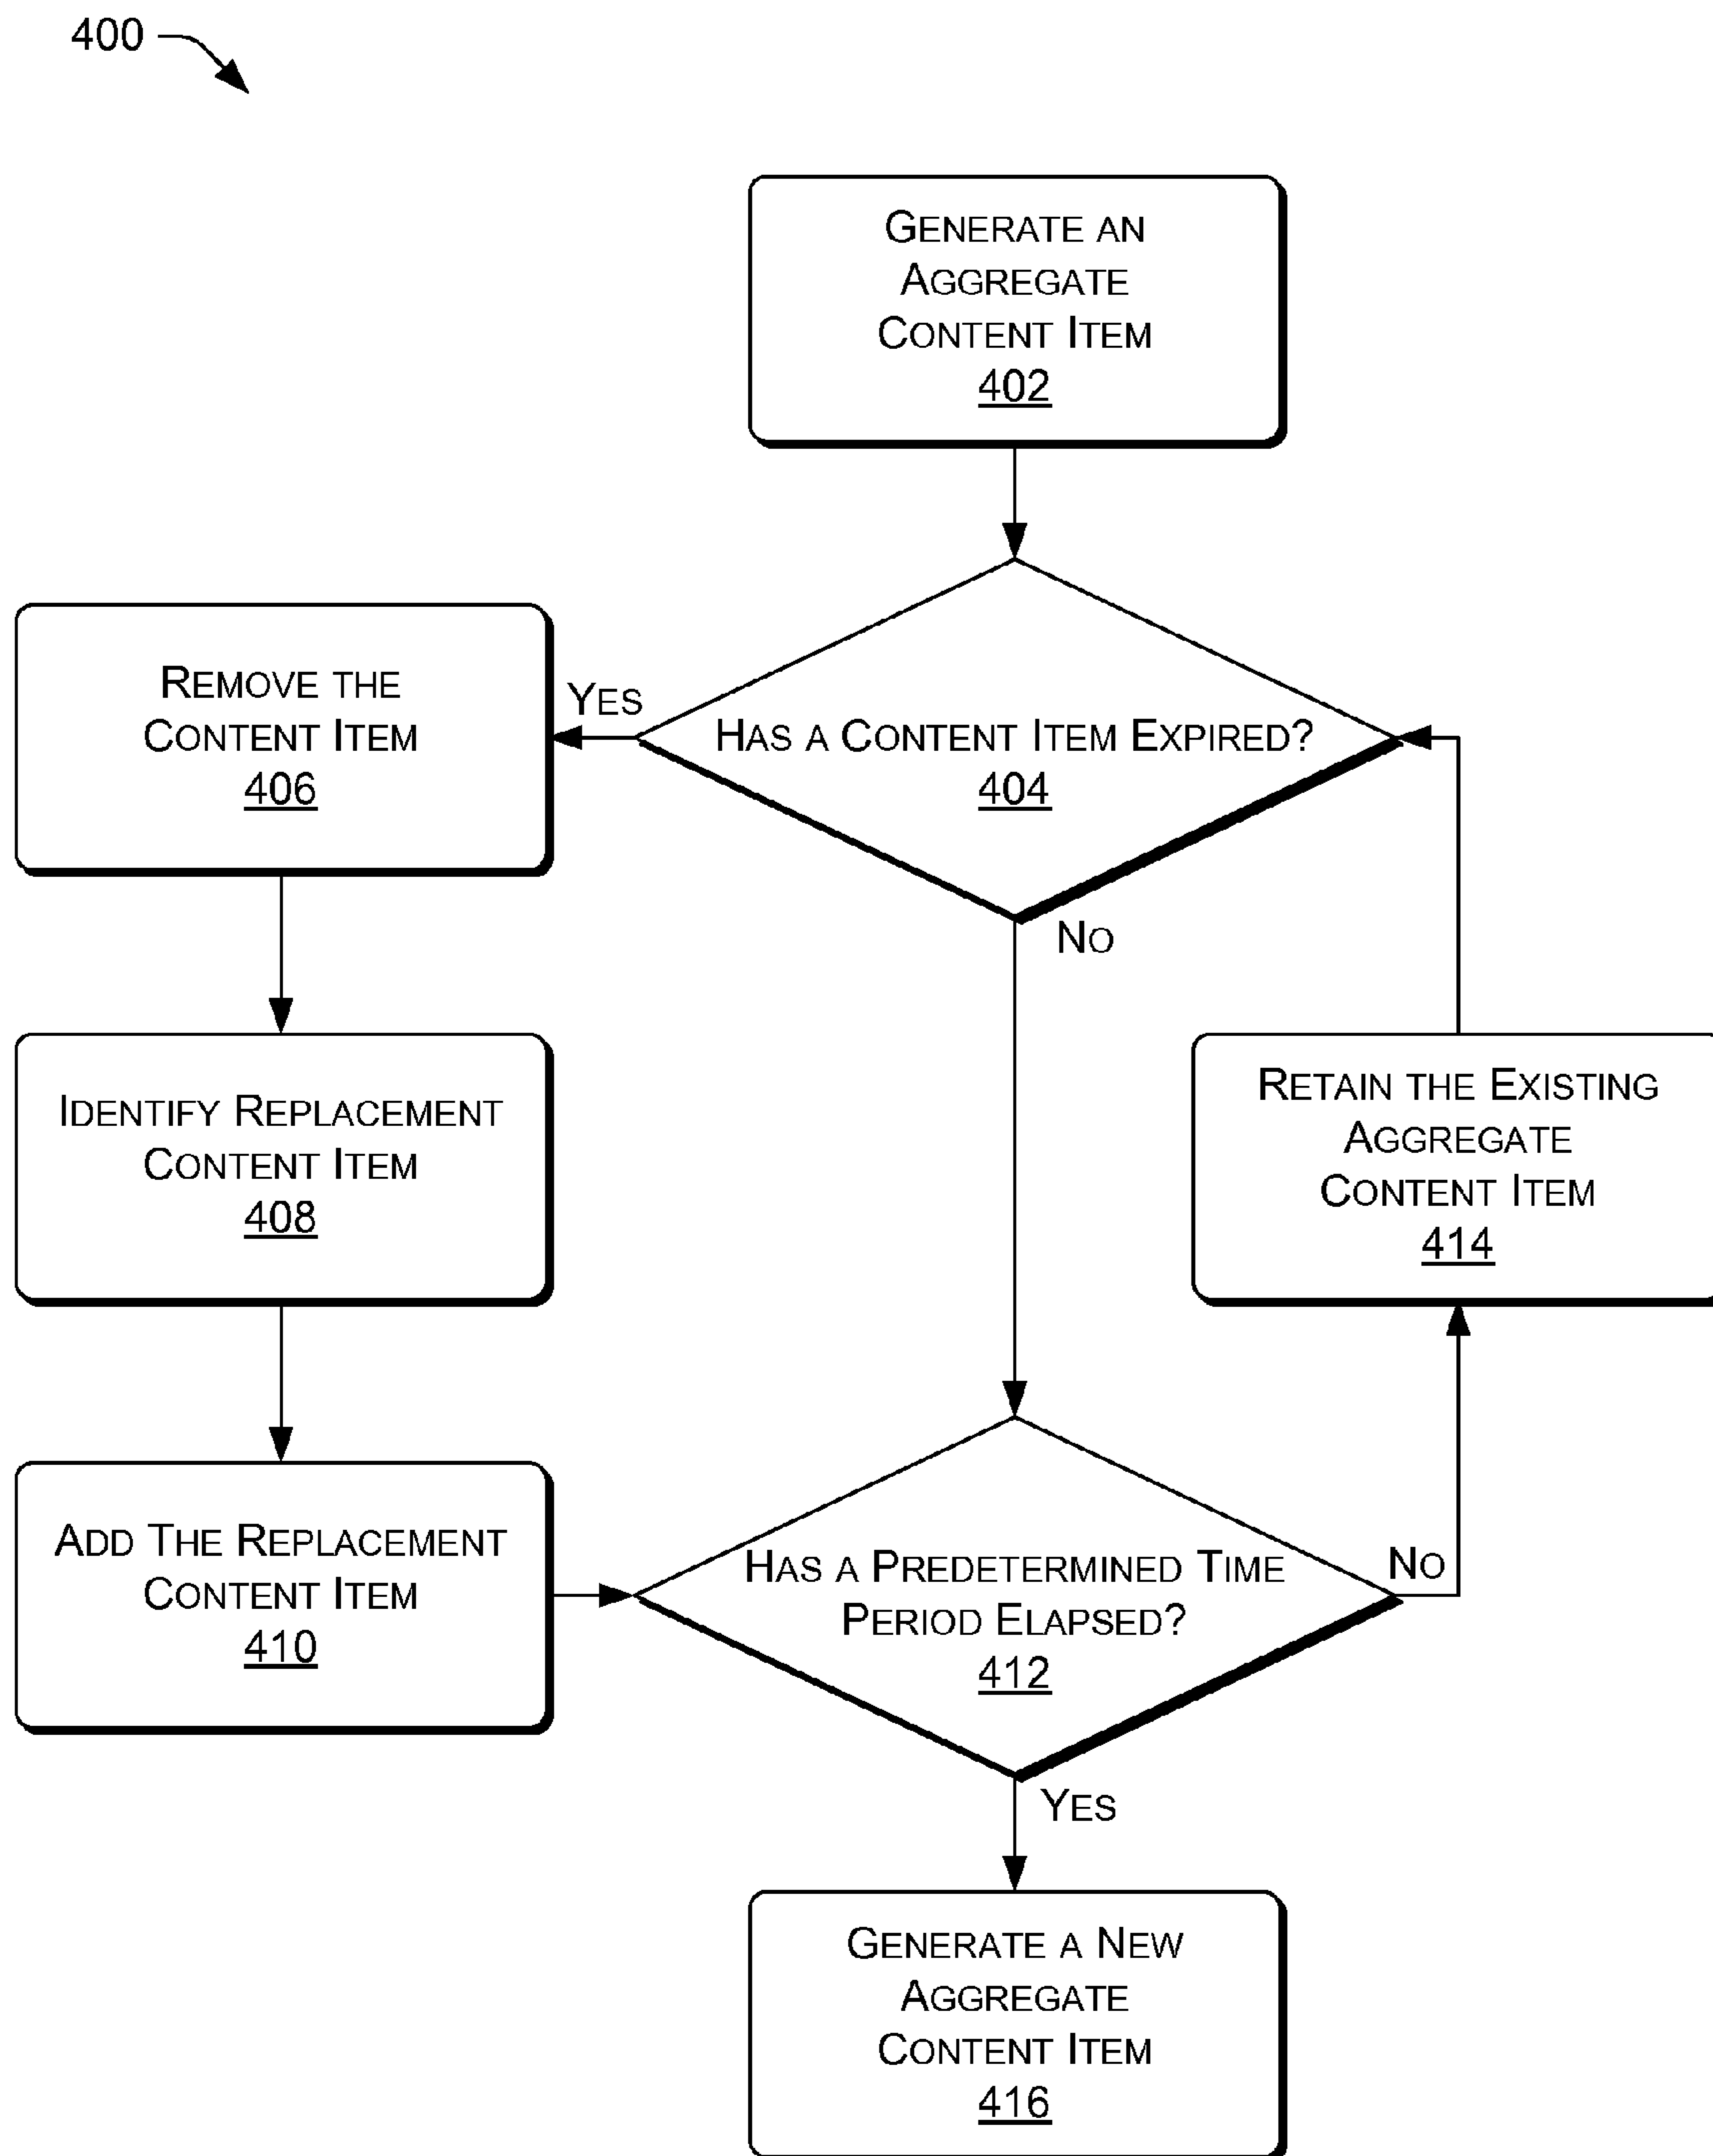 400
GENERATE AN
AGGREGATE
CONTENT ITEM
402
REMOVE THE
CONTENT ITEM
406
YES
HAS A CONTENT ITEM EXPIRED?
404
NO
IDENTIFY REPLACEMENT
CONTENT ITEM
408
RETAIN THE EXISTING
AGGREGATE
CONTENT ITEM
414
ADD THE REPLACEMENT
CONTENT ITEM
410
HAS A PREDETERMINED TIME
PERIOD ELAPSED?
412
NO
YES
GENERATE A NEW
AGGREGATE
CONTENT ITEM
416